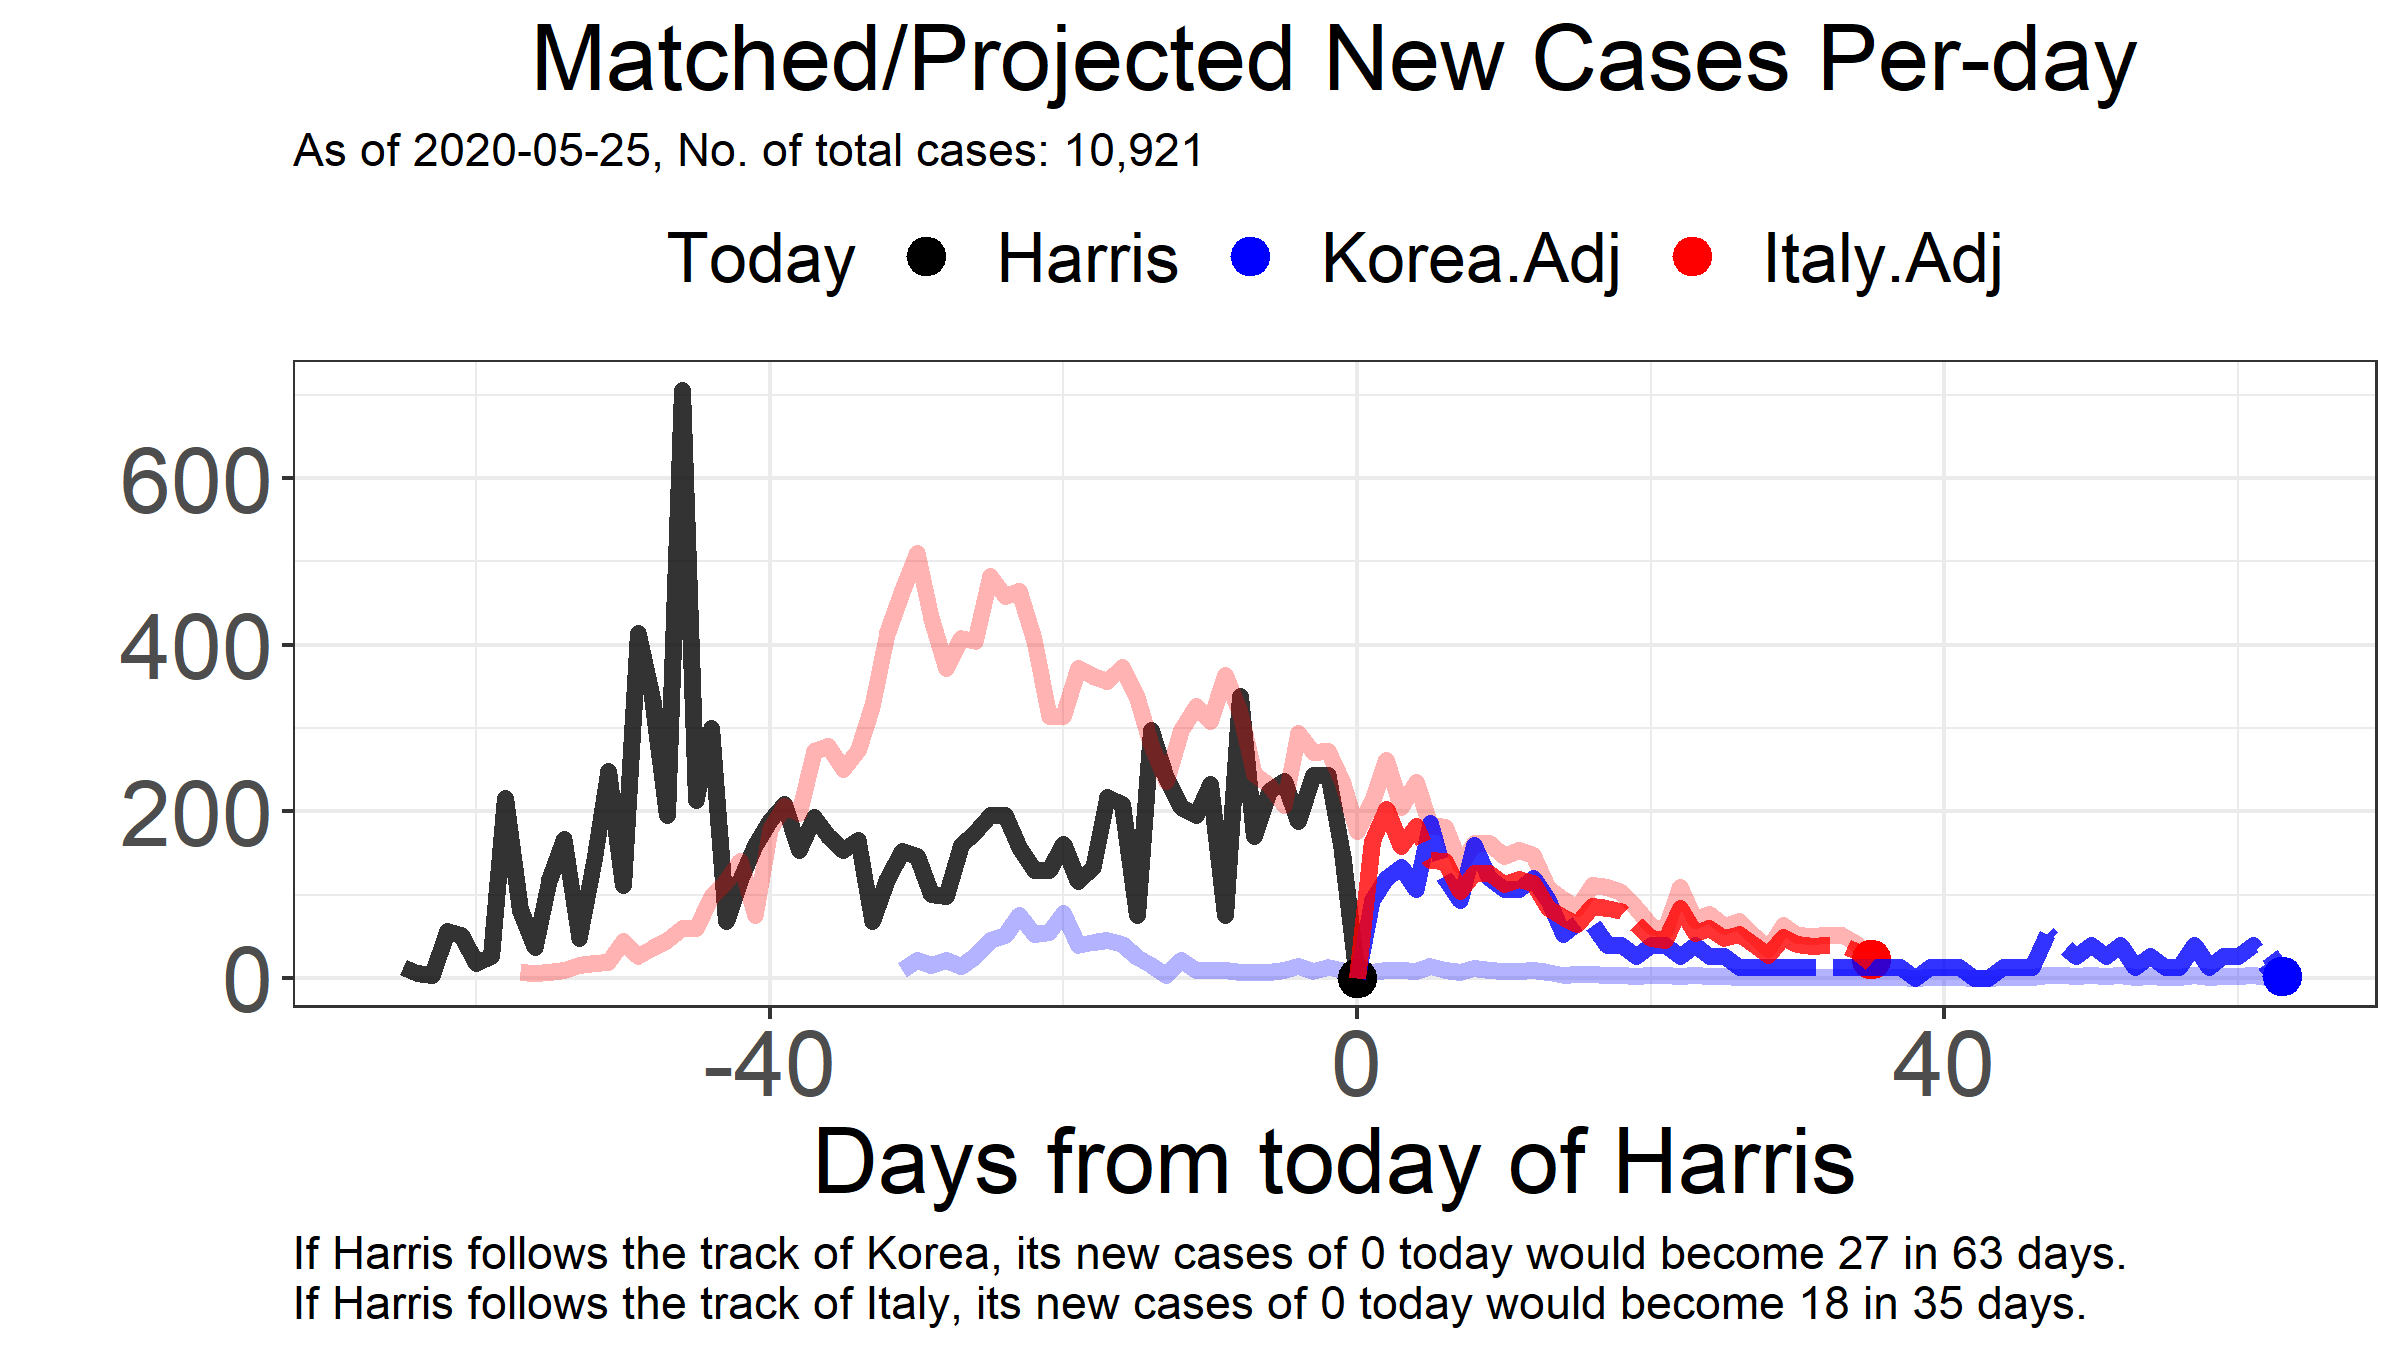 Matched/Projected New Cases Per-day
As of 2020-05-25, No. of total cases: 10,921
Today Harris Korea.Adj Italy.Adj
600
400
200
0
-40 0 40
Days from today of Harris
If Harris follows the track of Korea, its new cases of 0 today would become 27 in 63 days.
If Harris follows the track of Italy, its new cases of 0 today would become 18 in 35 days.